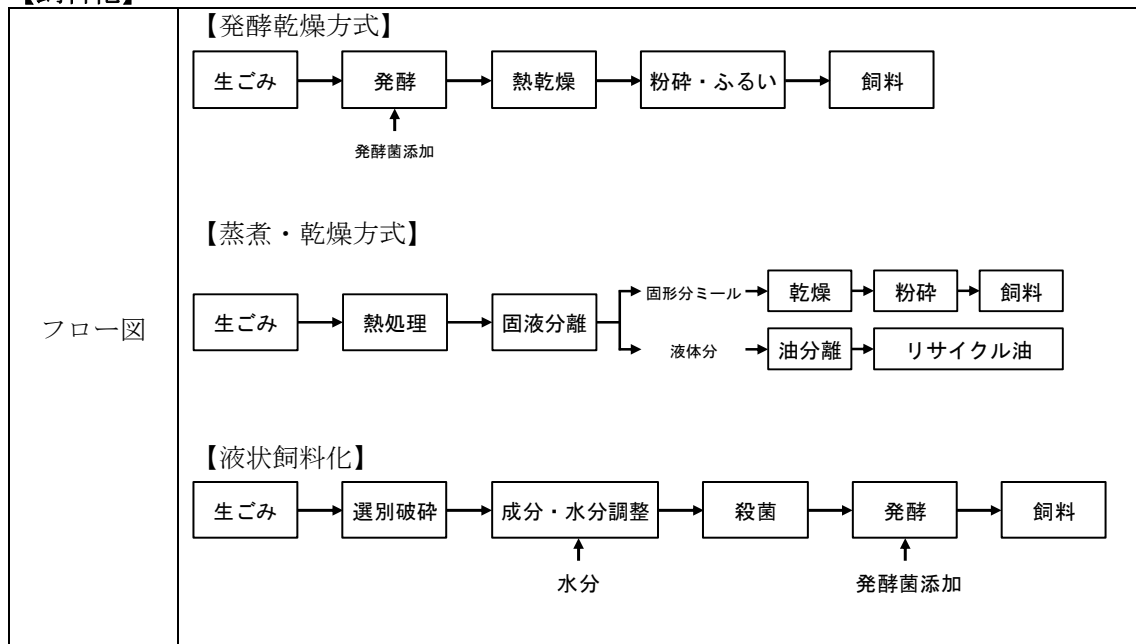 フロー図
【発酵乾燥方式】
生ごみ 発酵 熱乾燥 粉砕・ふるい 飼料
発酵菌添加
【蒸煮・乾燥方式】
生ごみ 熱処理 固液分離 固形分ミール 乾燥 粉砕 飼料
液体分 油分離 リサイクル油
【液状飼料化】
生ごみ 選別破砕 成分・水分調整 殺菌 発酵 飼料
水分 発酵菌添加